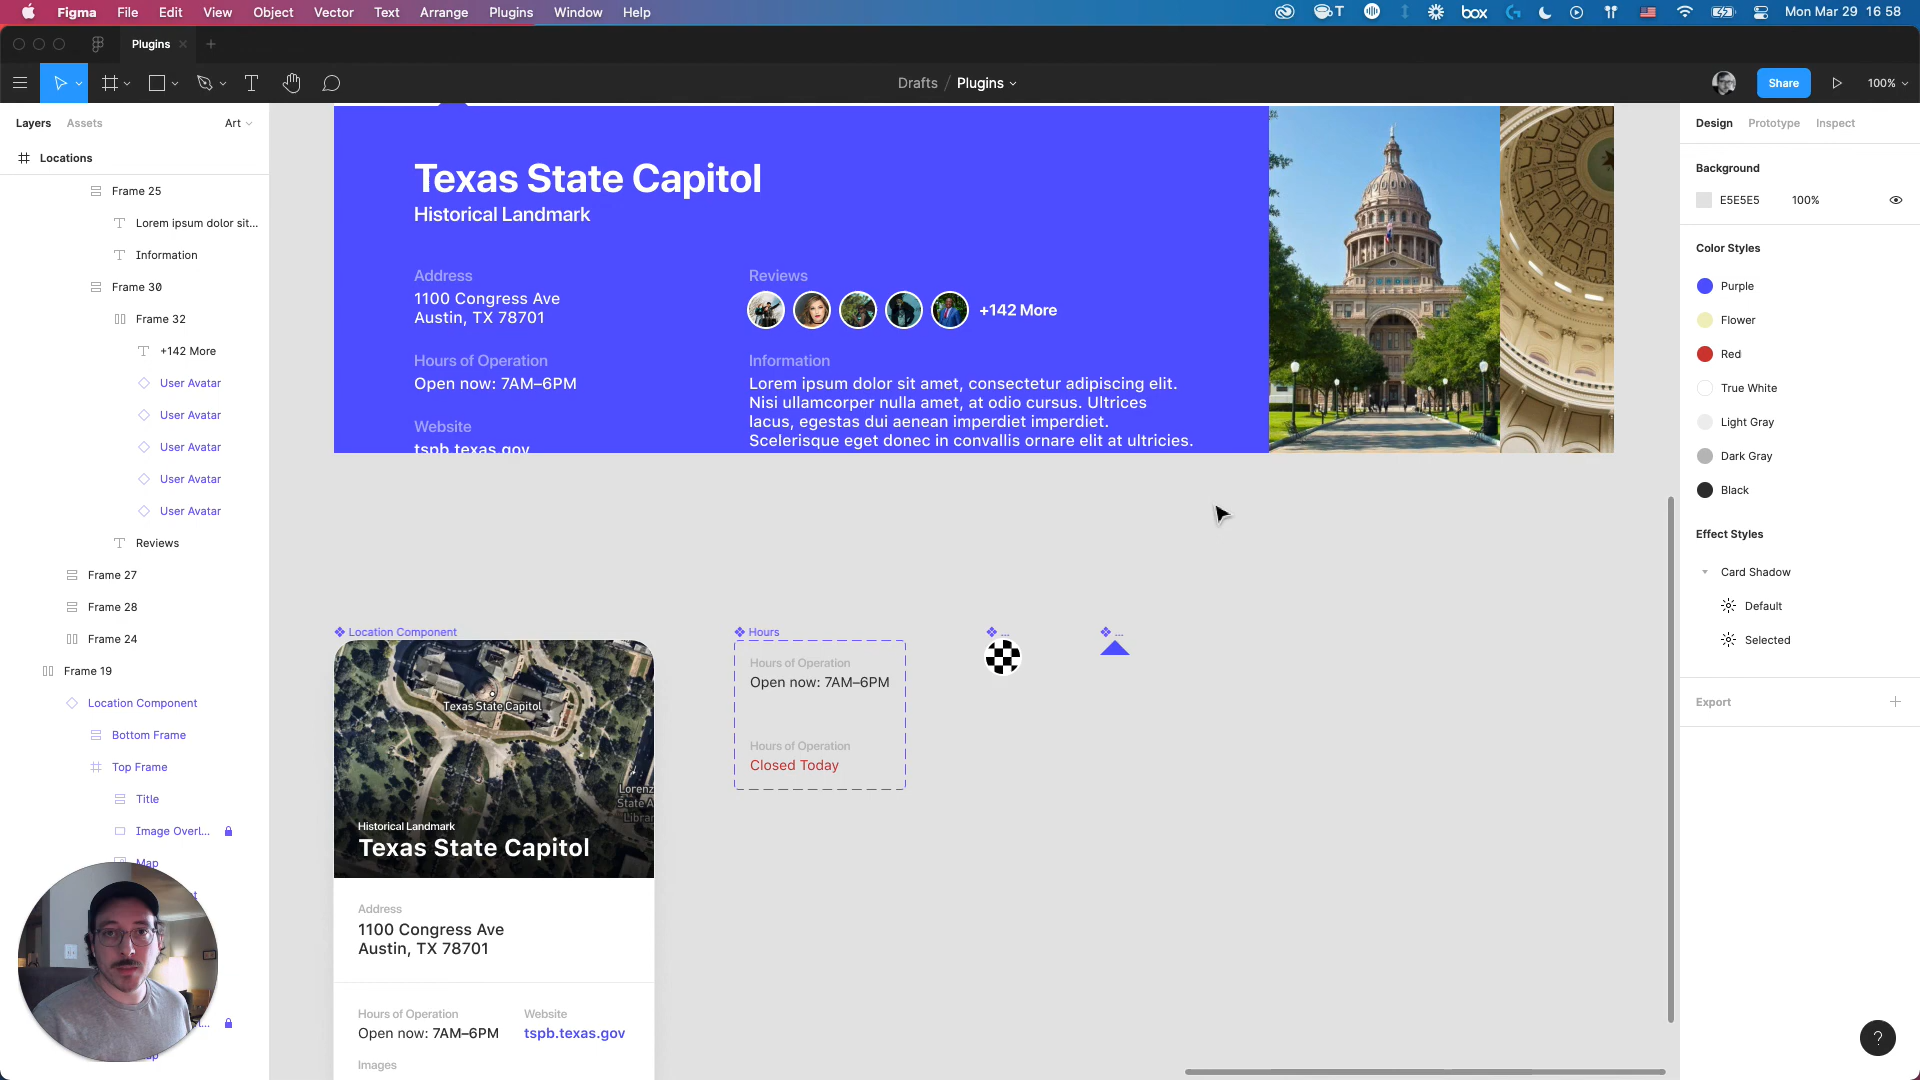 Figma File Edit View Object Vector Text Arrange Plugins Window Help
T box Mon Mar 29 16 58
Plugins
Drafts / Plugins
Share
100%
Layers Assets Art
Locations
Frame 25
Lorem ipsum dolor sit...
Information
Frame 30
Frame 32
+142 More
User Avatar
User Avatar
User Avatar
User Avatar
User Avatar
Reviews
Frame 27
Frame 28
Frame 24
Frame 19
Location Component
Bottom Frame
Top Frame
Title
Image Overl...
Map
Texas State Capitol
Historical Landmark
Address
1100 Congress Ave
Austin, TX 78701
Hours of Operation
Open now: 7AM–6PM
Website
tspb.texas.gov
Reviews
+142 More
Information
Lorem ipsum dolor sit amet, consectetur adipiscing elit.
Nisi ullamcorper nulla amet, at odio cursus. Ultrices
lacus, egestas dui aenean imperdiet imperdiet.
Scelerisque eget donec in convallis ornare elit at ultricies.
Location Component
Texas State Capitol
Lorenz
State A
Librar
Historical Landmark
Texas State Capitol
Address
1100 Congress Ave
Austin, TX 78701
Hours of Operation
Open now: 7AM–6PM
Website
tspb.texas.gov
Images
Hours
Hours of Operation
Open now: 7AM–6PM
Hours of Operation
Closed Today
...
...
Design Prototype Inspect
Background
E5E5E5 100%
Color Styles
Purple
Flower
Red
True White
Light Gray
Dark Gray
Black
Effect Styles
Card Shadow
Default
Selected
Export
?